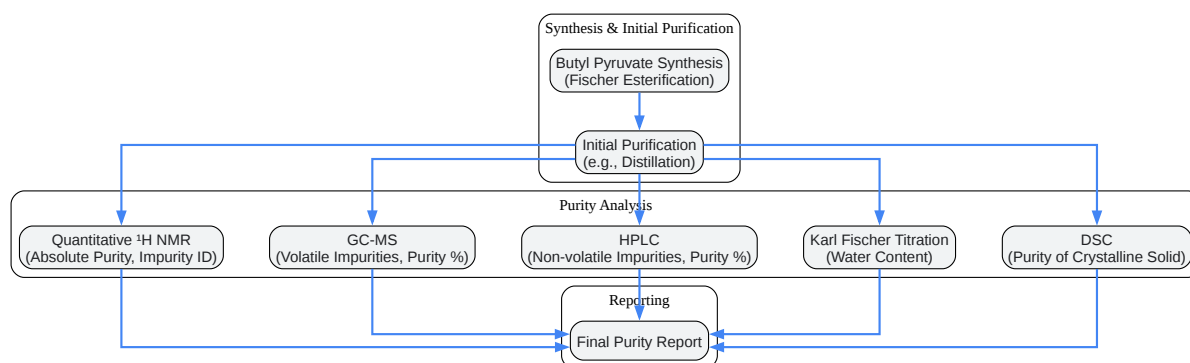 Synthesis & Initial Purification
Butyl Pyruvate Synthesis
(Fischer Esterification)
Initial Purification
(e.g., Distillation)
Purity Analysis
Quantitative ¹H NMR
(Absolute Purity, Impurity ID)
GC-MS
(Volatile Impurities, Purity %)
HPLC
(Non-volatile Impurities, Purity %)
Karl Fischer Titration
(Water Content)
DSC
(Purity of Crystalline Solid)
Reporting
Final Purity Report